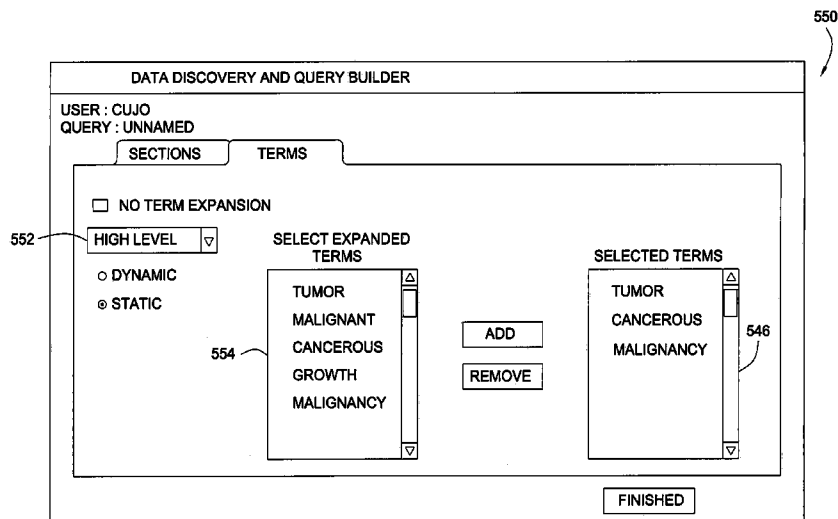 550
DATA DISCOVERY AND QUERY BUILDER
USER : CUJO
QUERY : UNNAMED
SECTIONS
TERMS
NO TERM EXPANSION
552
HIGH LEVEL
DYNAMIC
STATIC
SELECT EXPANDED
TERMS
TUMOR
MALIGNANT
CANCEROUS
GROWTH
MALIGNANCY
554
ADD
REMOVE
SELECTED TERMS
TUMOR
CANCEROUS
MALIGNANCY
546
FINISHED